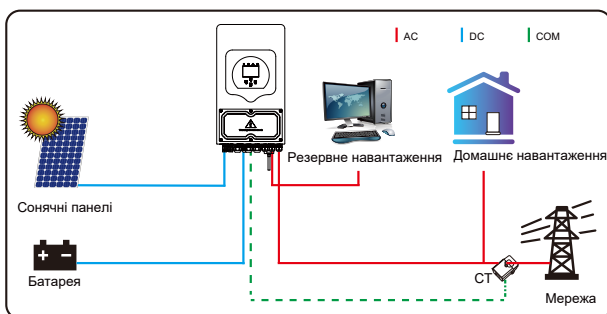 AC
DC
COM
Резервне навантаження
Домашнє навантаження
Сонячні панелі
Батарея
CT
Мережа